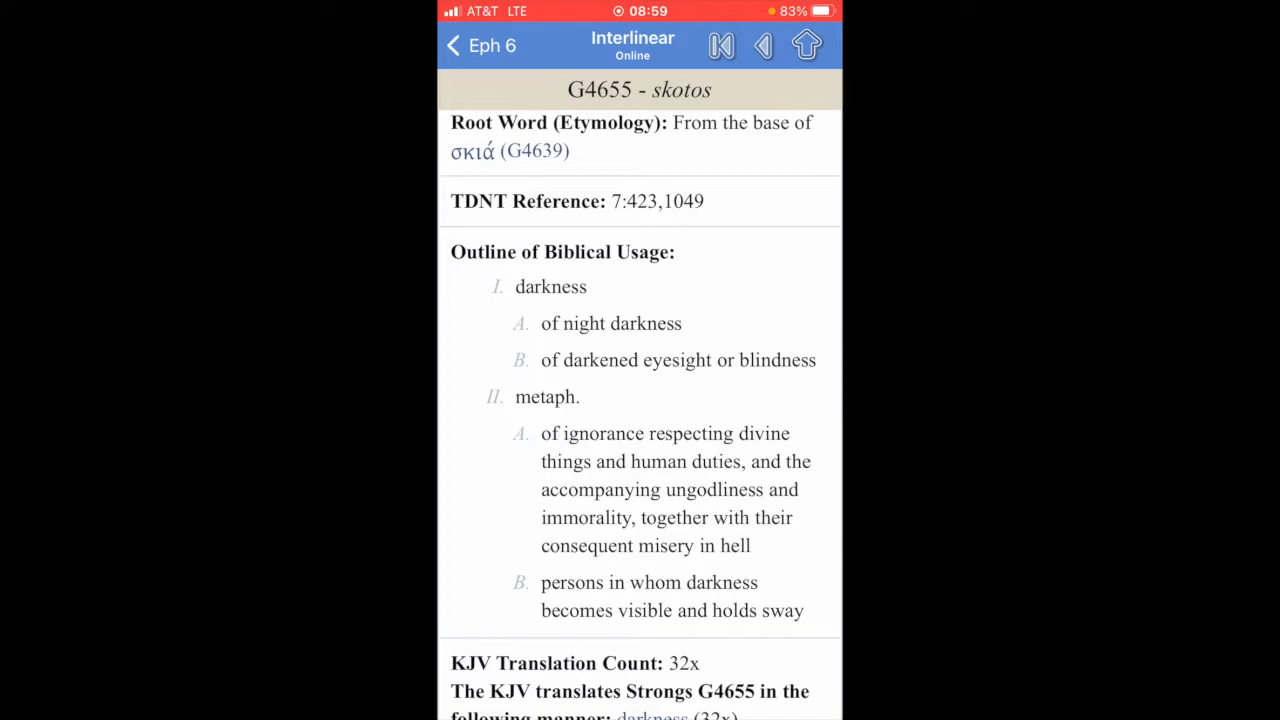 AT&T LTE 08:59 83%
Eph 6 Interlinear
Online
G4655 - skotos
Root Word (Etymology): From the base of
σκιά (G4639)
TDNT Reference: 7:423,1049
Outline of Biblical Usage:
I. darkness
A. of night darkness
B. of darkened eyesight or blindness
II. metaph.
A. of ignorance respecting divine
things and human duties, and the
accompanying ungodliness and
immorality, together with their
consequent misery in hell
B. persons in whom darkness
becomes visible and holds sway
KJV Translation Count: 32x
The KJV translates Strongs G4655 in the
following manner: darkness (32x)